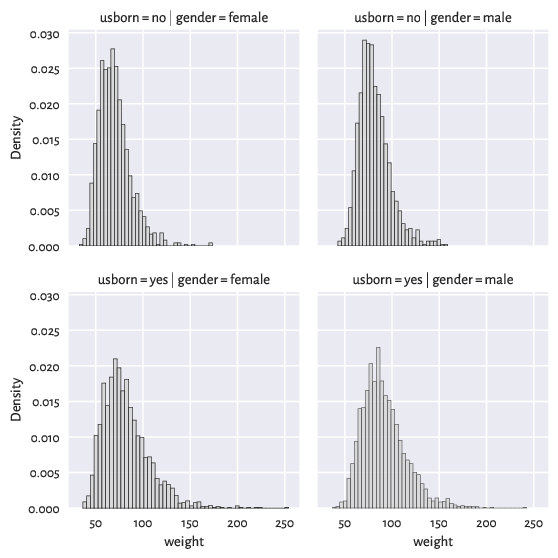 usborn = no | gender = female
usborn = no | gender = male
0.030
0.025
0.020
0.015
0.010
0.005
0.000
Density
usborn = yes | gender = female
usborn = yes | gender = male
0.030
0.025
0.020
0.015
0.010
0.005
0.000
Density
50 100 150 200 250
50 100 150 200 250
weight
weight